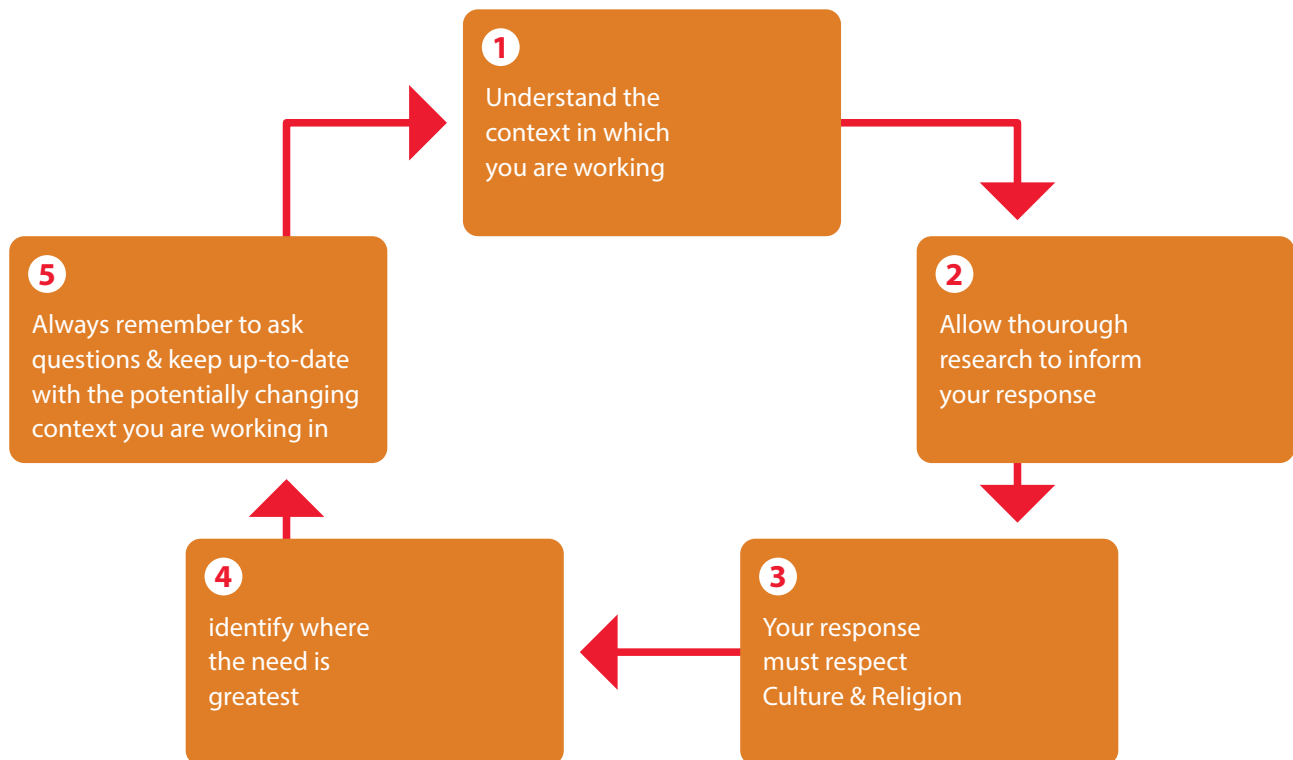 1
Understand the
context in which
you are working
2
Allow thourough
research to inform
your response
3
Your response
must respect
Culture & Religion
4
identify where
the need is
greatest
5
Always remember to ask
questions & keep up-to-date
with the potentially changing
context you are working in